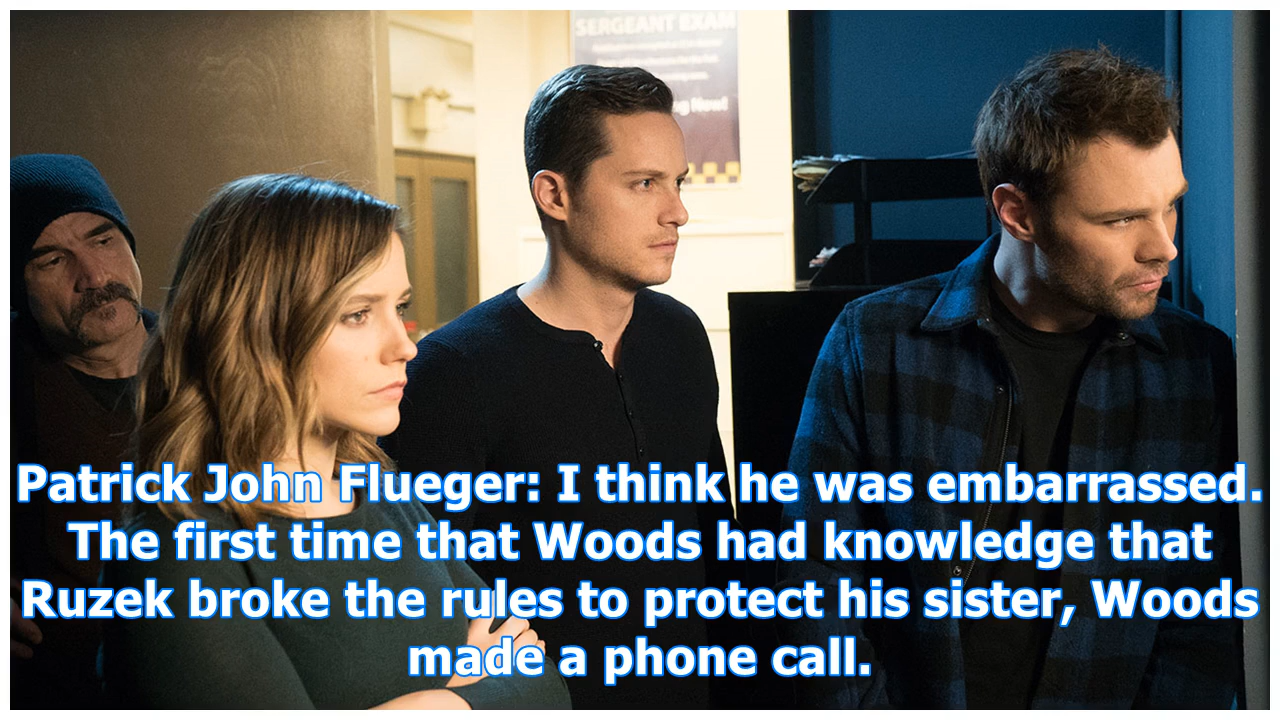 SERGEANT EXAM
ng Now!
Patrick John Flueger: I think he was embarrassed.
The first time that Woods had knowledge that
Ruzek broke the rules to protect his sister, Woods
made a phone call.